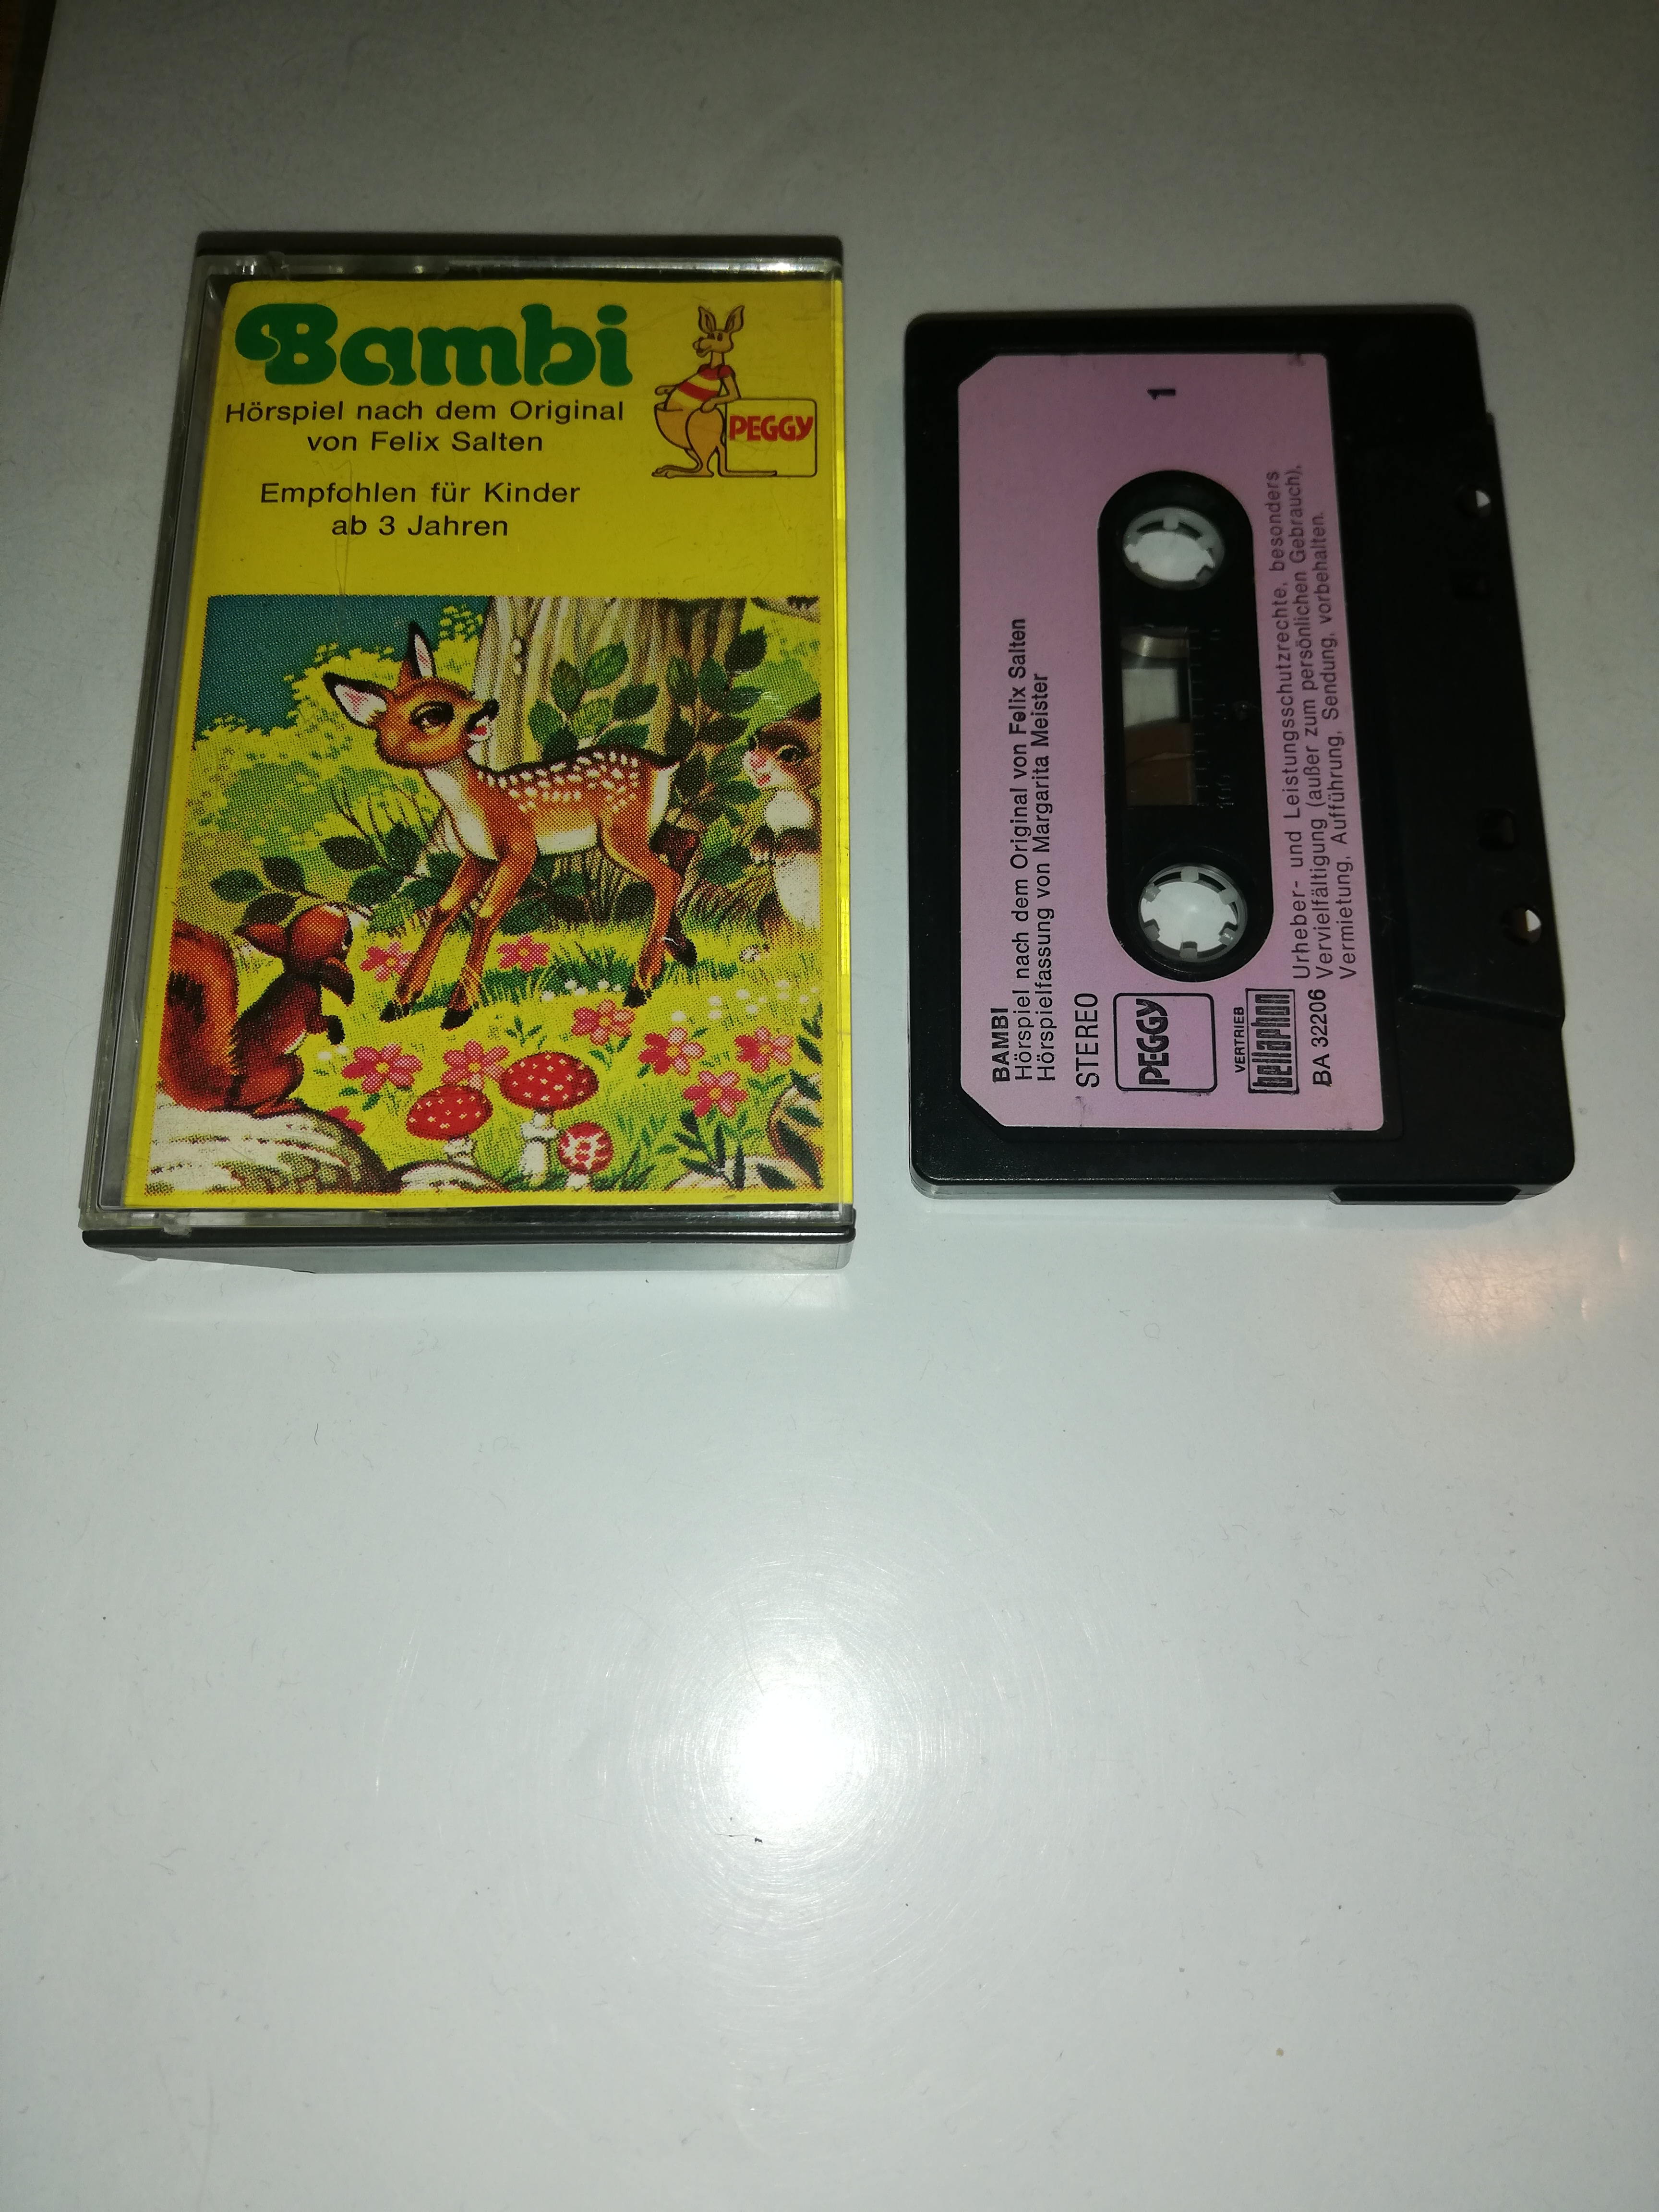 Bambi
Hörspiel nach dem Original
von Felix Salten
Empfohlen für Kinder
ab 3 Jahren
PEGGY
1
BAMBI
Hörspiel nach dem Original von Felix Salten
Hörspielfassung von Margarita Meister
STEREO
PEGGY
VERTRIEB
bellaphon
BA 32206
Urheber- und Leistungsschutzrechte, besonders
Vervielfältigung (außer zum persönlichen Gebrauch),
Vermietung, Aufführung, Sendung, vorbehalten.
100